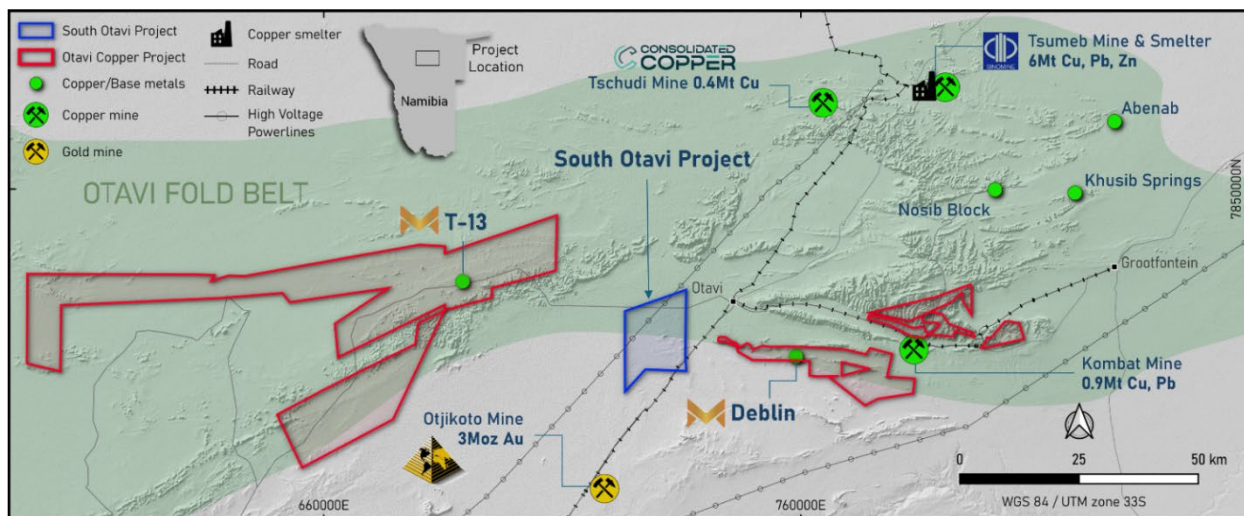 South Otavi Project
Otavi Copper Project
Copper/Base metals
Copper mine
Gold mine
Copper smelter
Road
Railway
High Voltage
Powerlines
Project
Location
Namibia
CONSOLIDATED
COPPER
Tschudi Mine 0.4Mt Cu
SINOMINE
Tsumeb Mine & Smelter
6Mt Cu, Pb, Zn
Abenab
South Otavi Project
OTAVI FOLD BELT
Khusib Springs
Nosib Block
7850000N
T-13
Grootfontein
Otavi
Kombat Mine
0.9Mt Cu, Pb
Deblin
Otjikoto Mine
3Moz Au
0
25
50 km
WGS 84 / UTM zone 33S
660000E
760000E